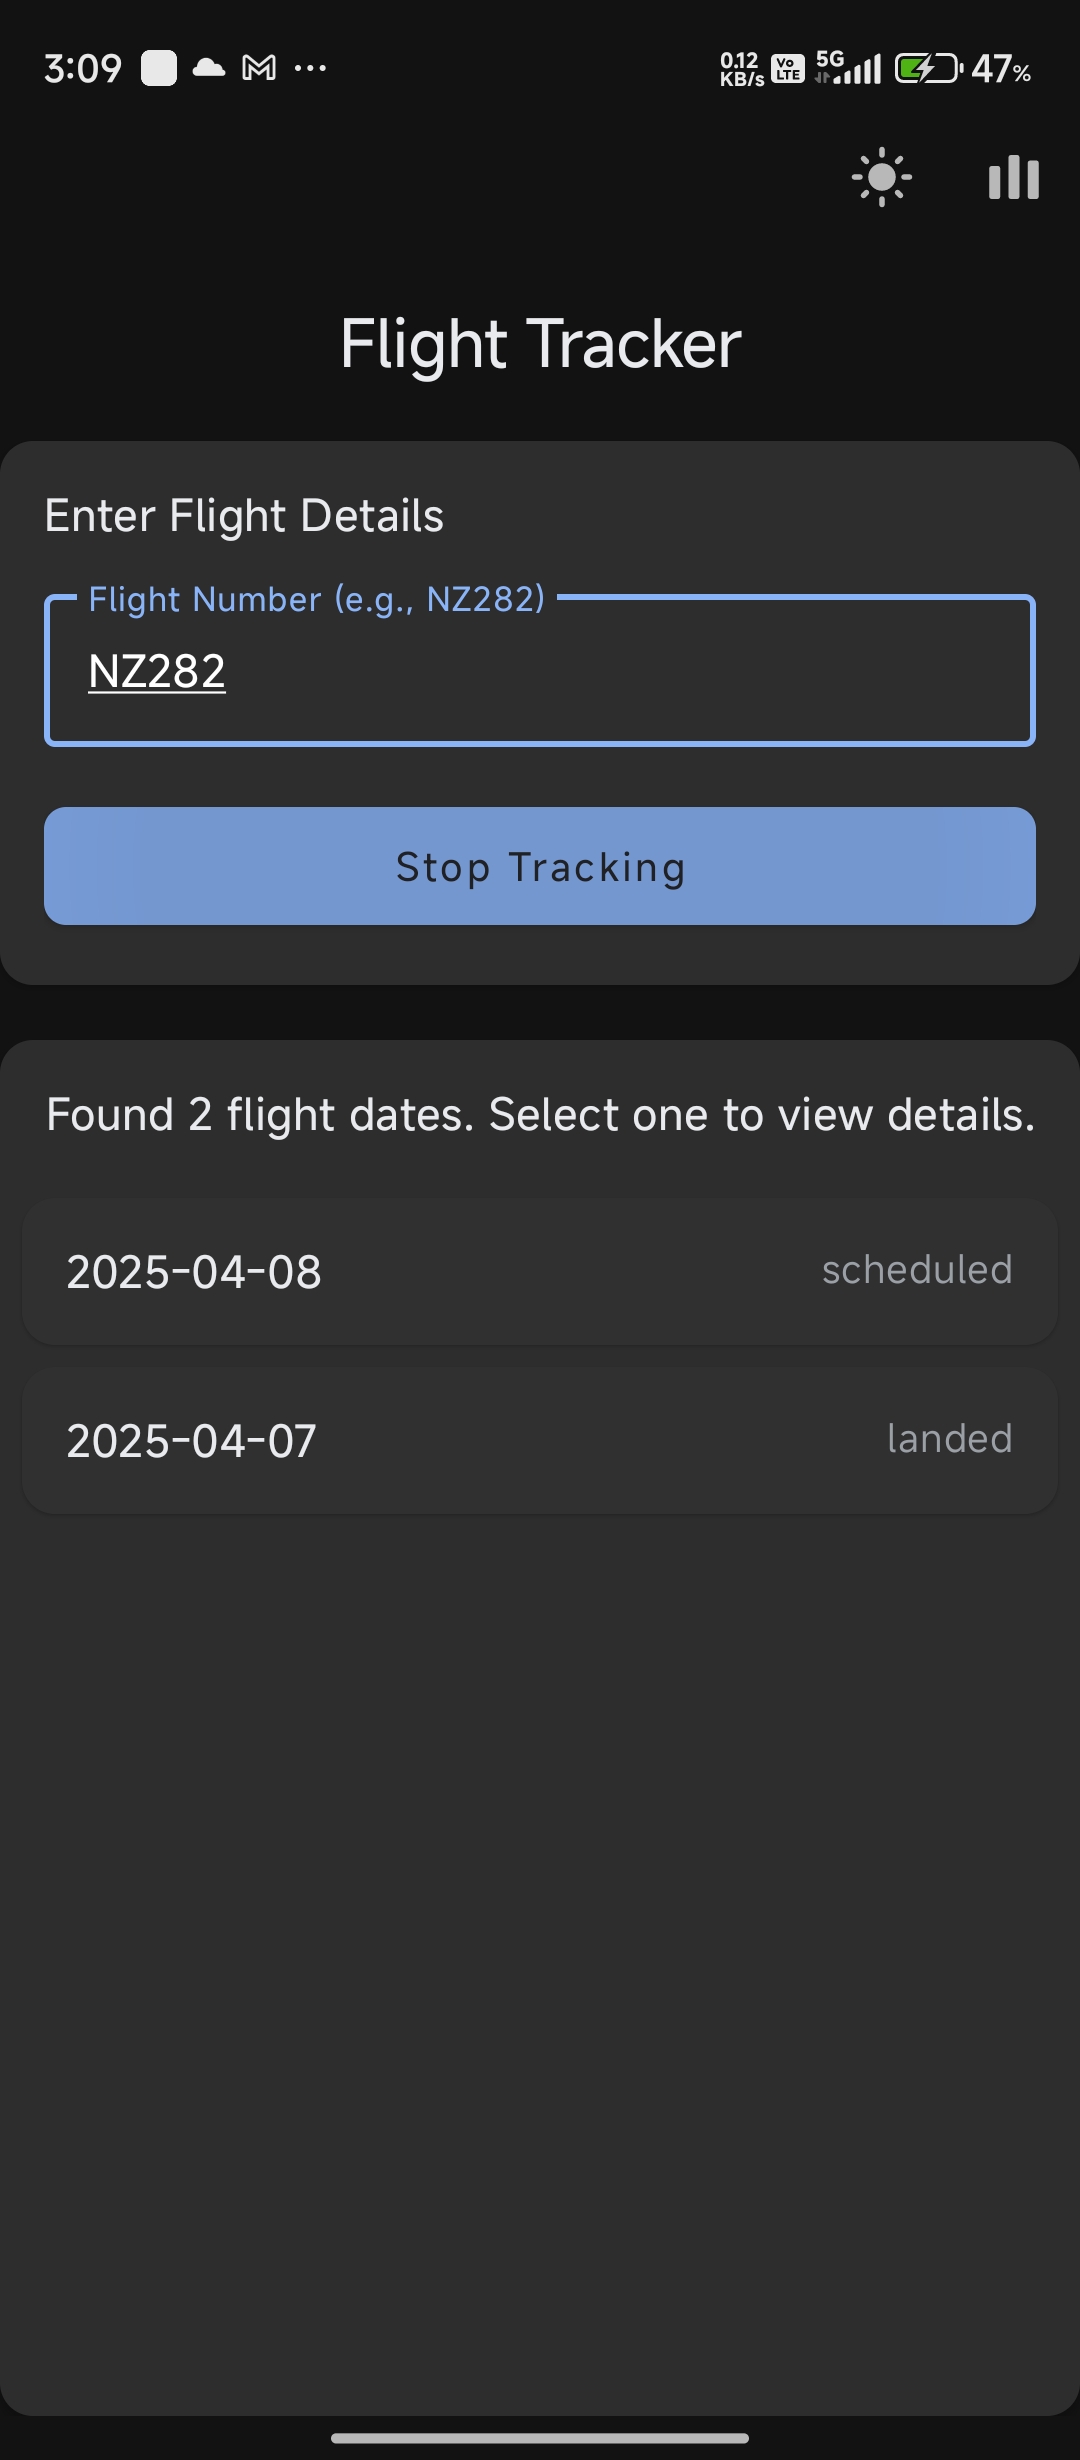 3:09 0.12 KB/s Vo LTE 5G 47%
Flight Tracker
Enter Flight Details
Flight Number (e.g., NZ282)
NZ282
Stop Tracking
Found 2 flight dates. Select one to view details.
2025-04-08 scheduled
2025-04-07 landed